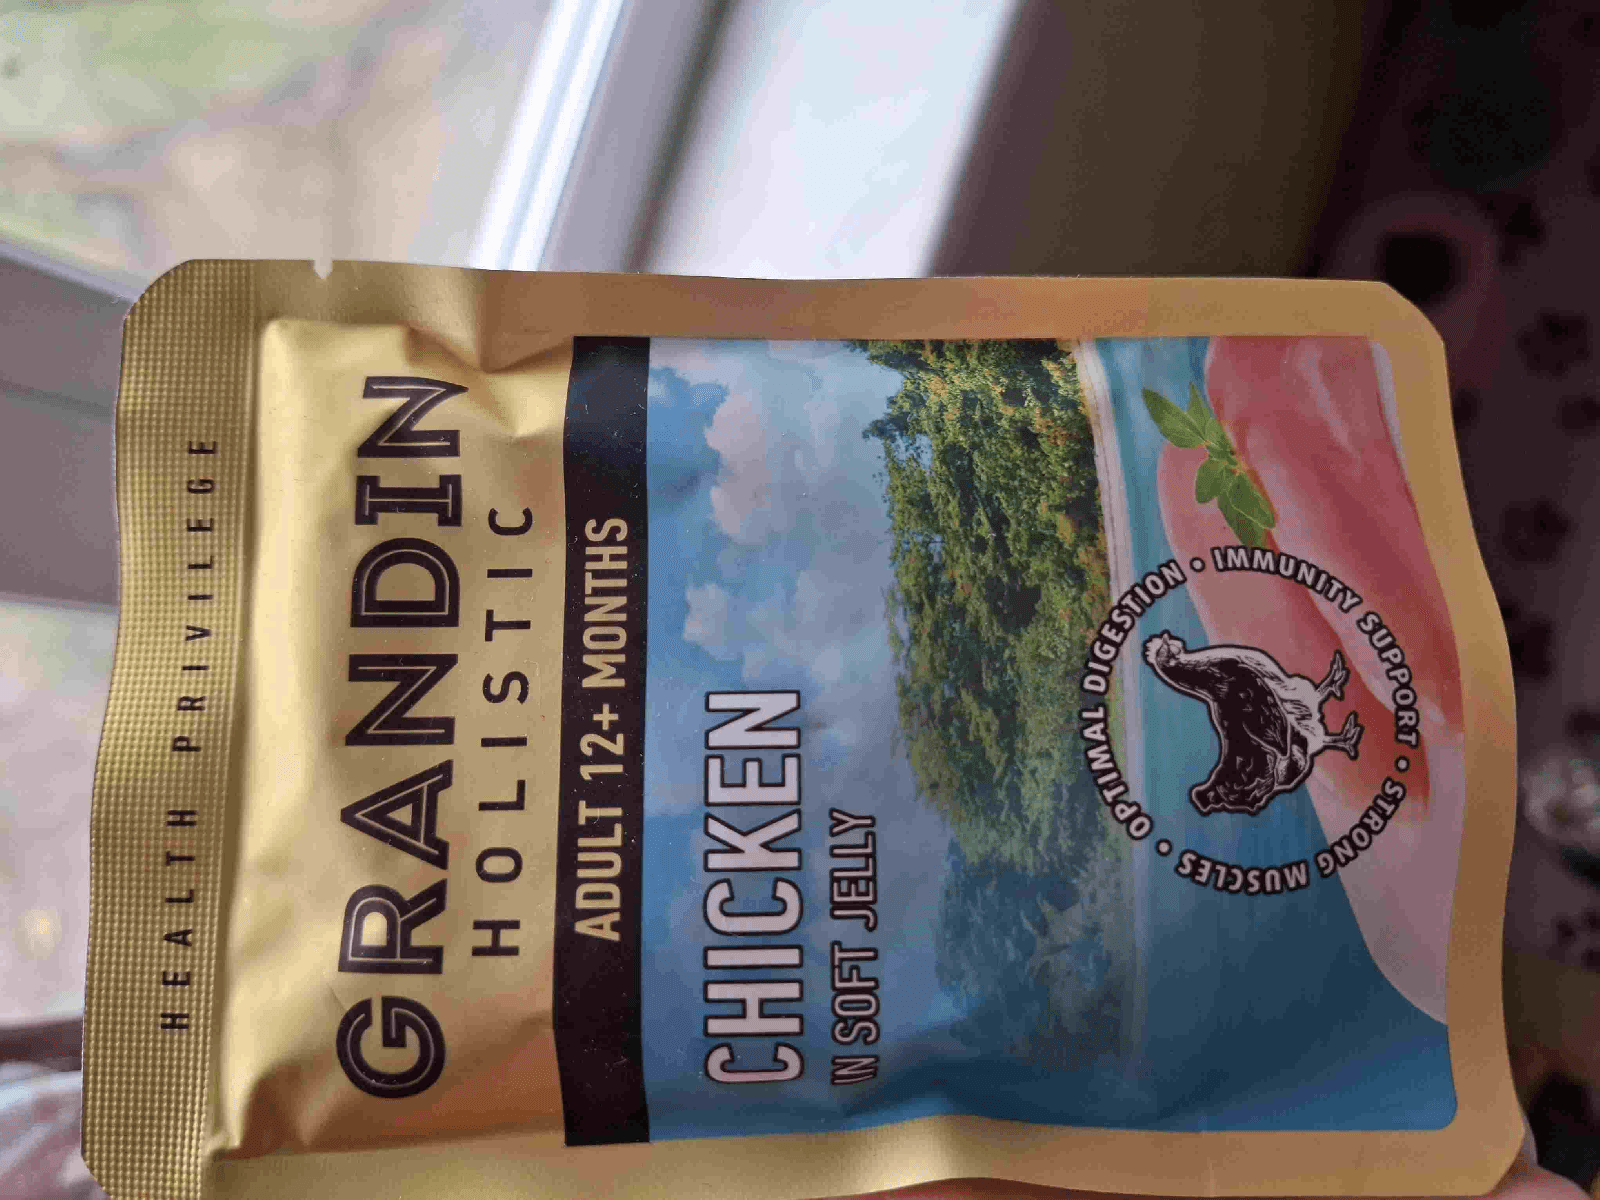 HEALTH PRIVILEGE
GRANDIN
HOLISTIC
ADULT 12+ MONTHS
CHICKEN
IN SOFT JELLY
OPTIMAL DIGESTION • IMMUNITY SUPPORT • STRONG MUSCLES •